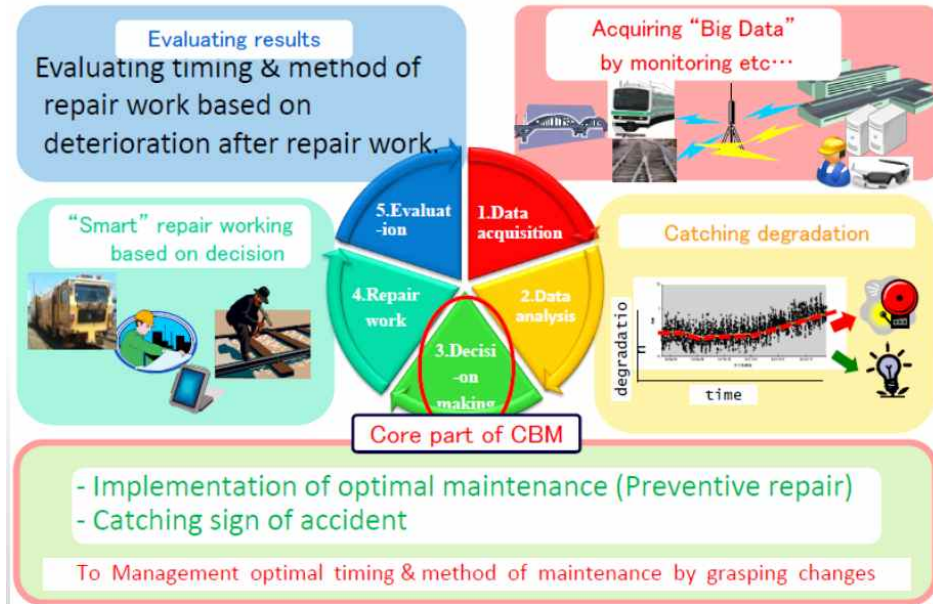 Evaluating results
Evaluating timing & method of
repair work based on
deterioration after repair work.
Acquiring “Big Data”
by monitoring etc…
5.Evaluat
-ion
1.Data
acquisition
“Smart” repair working
based on decision
Catching degradation
4.Repair
work
2.Data
analysis
3.Decisi
-on
making
degradatio
n
time
Core part of CBM
- Implementation of optimal maintenance (Preventive repair)
- Catching sign of accident
To Management optimal timing & method of maintenance by grasping changes